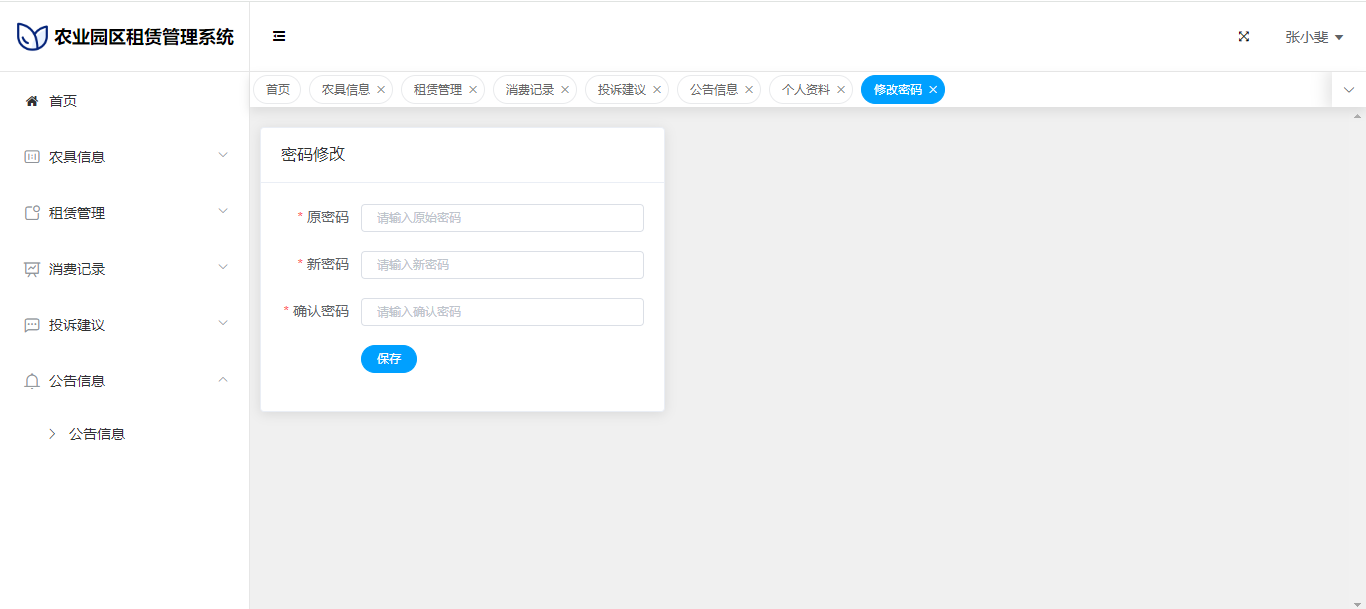 农业园区租赁管理系统
张小斐
首页
农具信息
租赁管理
消费记录
投诉建议
公告信息
个人资料
修改密码
首页
农具信息
租赁管理
消费记录
投诉建议
公告信息
公告信息
密码修改
* 原密码 请输入原始密码
* 新密码 请输入新密码
* 确认密码 请输入确认密码
保存